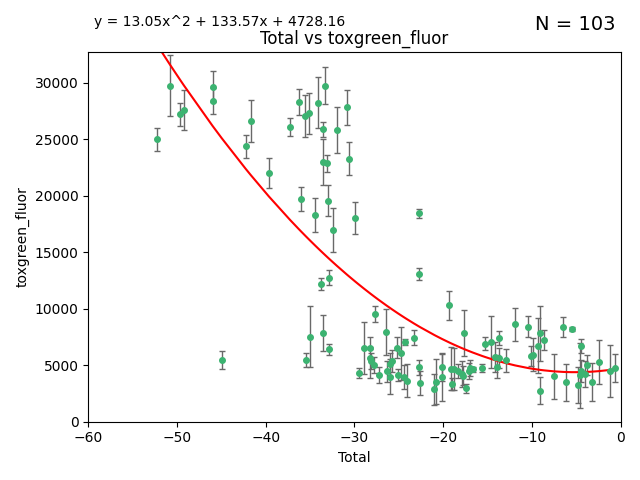 y = 13.05x^2 + 133.57x + 4728.16
N = 103
Total vs toxgreen_fluor
30000
25000
20000
15000
10000
5000
0
toxgreen_fluor
−60 −50 −40 −30 −20 −10 0
Total